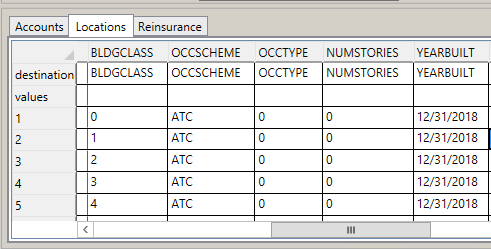 Accounts Locations Reinsurance
BLDGCLASS OCCSCHEME OCCTYPE NUMSTORIES YEARBUILT
destination BLDGCLASS OCCSCHEME OCCTYPE NUMSTORIES YEARBUILT
values
1 0 ATC 0 0 12/31/2018
2 1 ATC 0 0 12/31/2018
3 2 ATC 0 0 12/31/2018
4 3 ATC 0 0 12/31/2018
5 4 ATC 0 0 12/31/2018